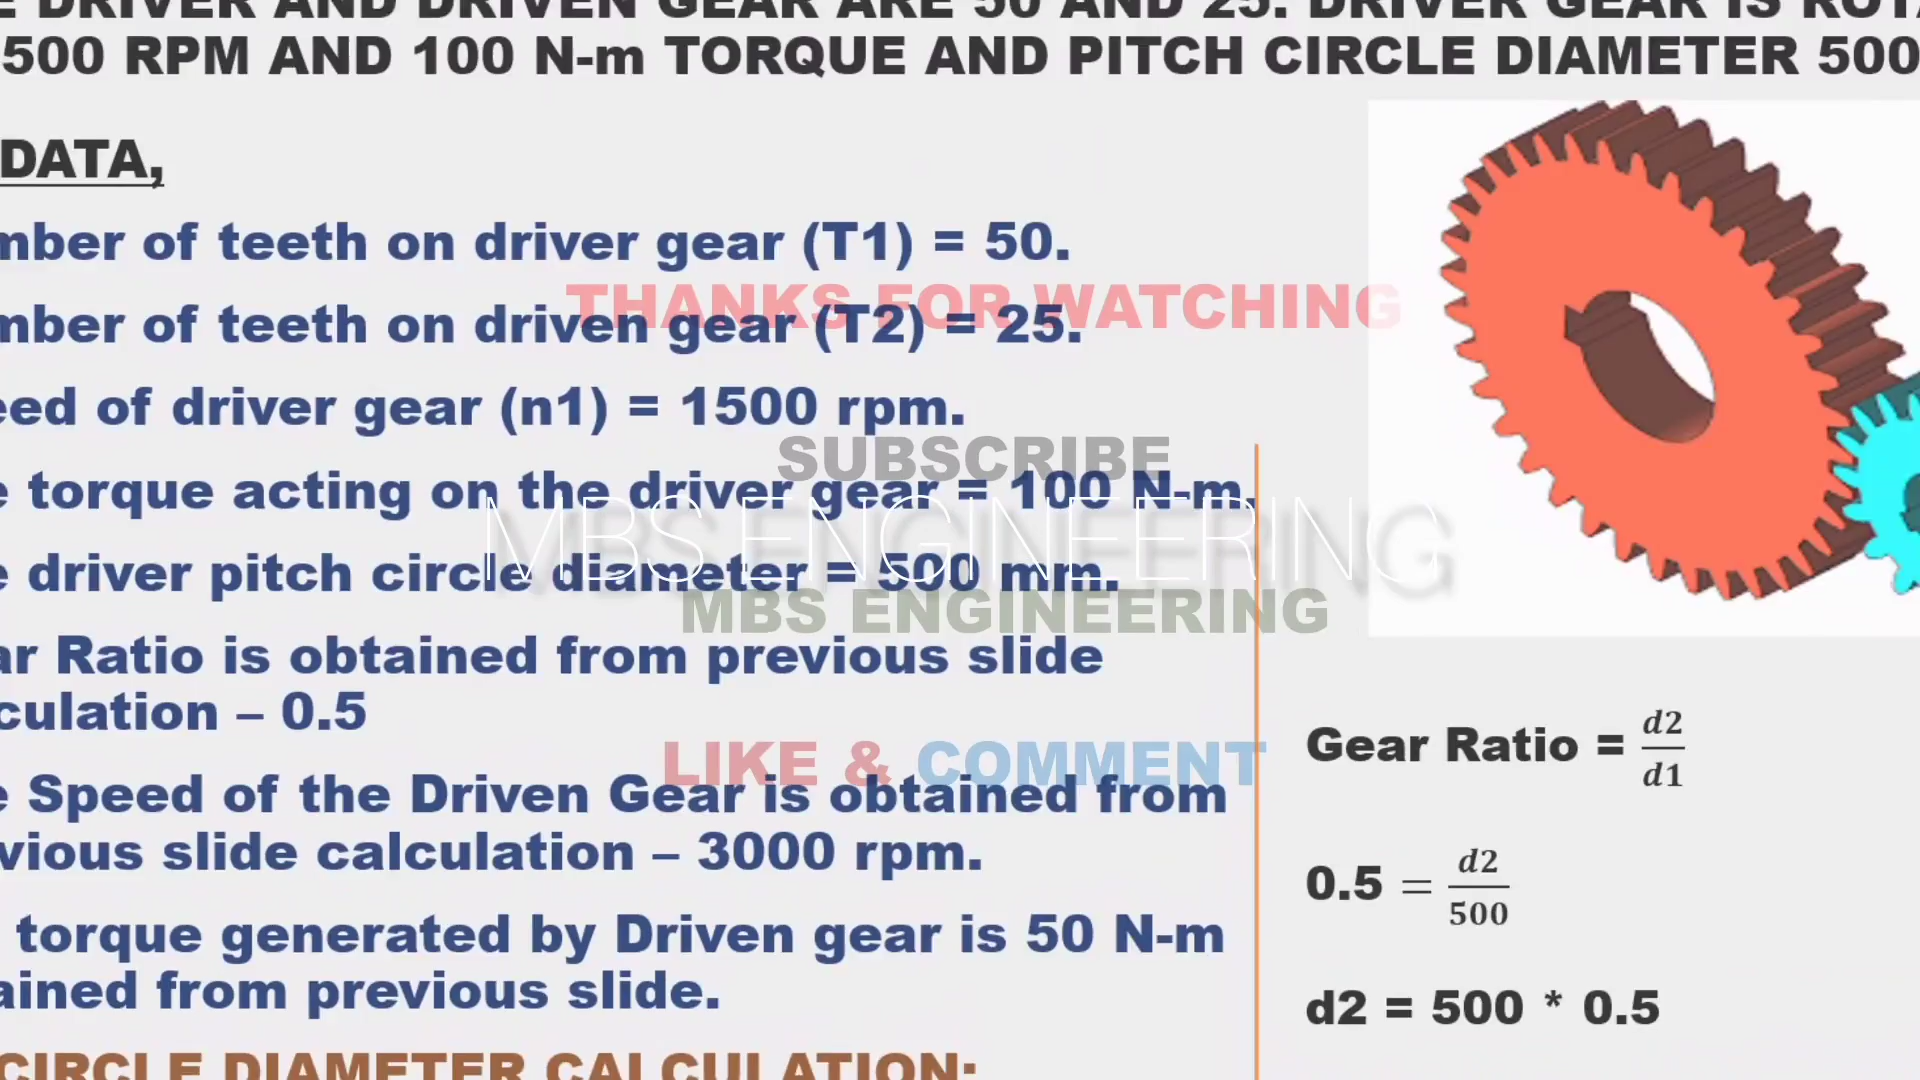 E DRIVER AND DRIVEN GEAR ARE 50 AND 25. DRIVER GEAR IS ROTA
500 RPM AND 100 N-m TORQUE AND PITCH CIRCLE DIAMETER 500
DATA,
mber of teeth on driver gear (T1) = 50.
THANKS FOR WATCHING
mber of teeth on driven gear (T2) = 25.
eed of driver gear (n1) = 1500 rpm.
SUBSCRIBE
e torque acting on the driver gear = 100 N-m.
MBS ENGINEERING
e driver pitch circle diameter = 500 mm.
MBS ENGINEERING
ar Ratio is obtained from previous slide
culation – 0.5
LIKE & COMMENT
e Speed of the Driven Gear is obtained from
vious slide calculation – 3000 rpm.
torque generated by Driven gear is 50 N-m
ained from previous slide.
CIRCLE DIAMETER CALCULATION:
Gear Ratio = d2/d1
0.5 = d2/500
d2 = 500 * 0.5